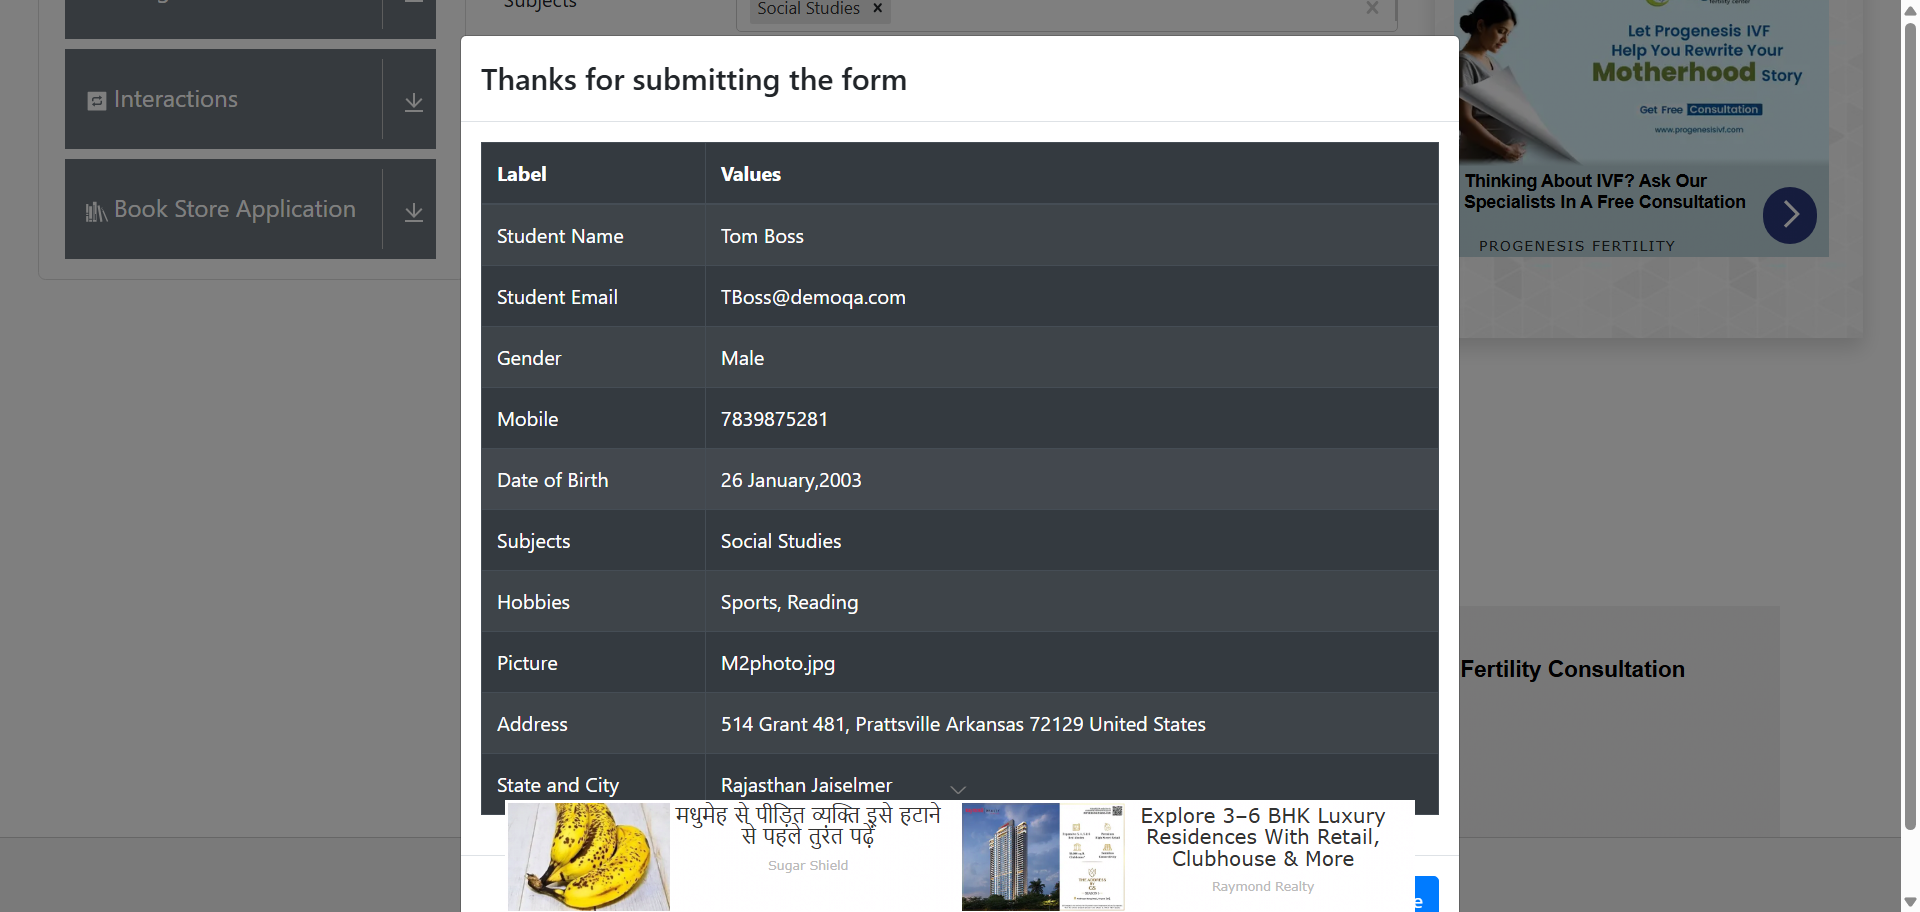 Subjects
Social Studies ×
×
Interactions
Book Store Application
Thanks for submitting the form
Label Values
Student Name Tom Boss
Student Email TBoss@demoqa.com
Gender Male
Mobile 7839875281
Date of Birth 26 January,2003
Subjects Social Studies
Hobbies Sports, Reading
Picture M2photo.jpg
Address 514 Grant 481, Prattsville Arkansas 72129 United States
State and City Rajasthan Jaiselmer
मधुमेह से पीड़ित व्यक्ति इसे हटाने
से पहले तुरंत पढ़ें
Sugar Shield
Explore 3–6 BHK Luxury
Residences With Retail,
Clubhouse & More
Raymond Realty
e
Let Progenesis IVF
Help You Rewrite Your
Motherhood Story
Get Free Consultation
www.progenesisivf.com
Thinking About IVF? Ask Our
Specialists In A Free Consultation
PROGENESIS FERTILITY
Fertility Consultation